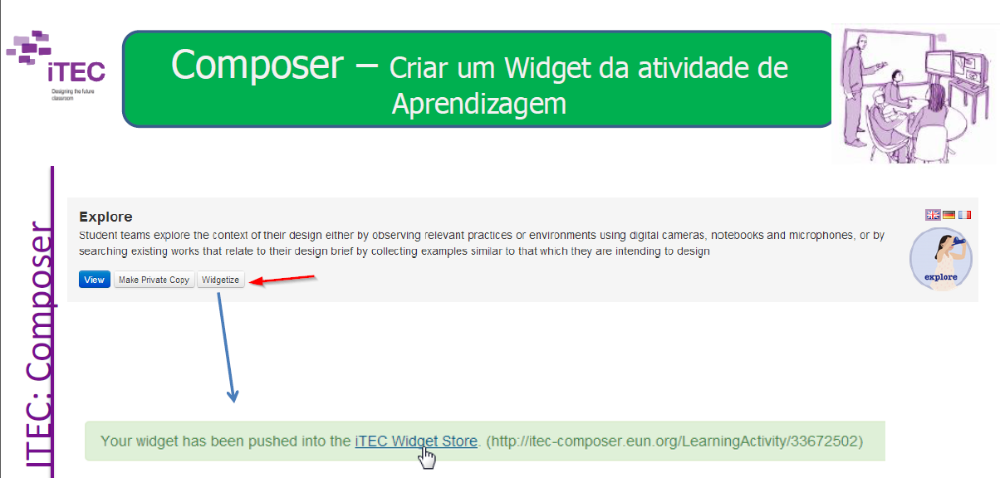 iTEC
Designing the future
classroom
Composer – Criar um Widget da atividade de
Aprendizagem
ITEC: Composer
Explore
Student teams explore the context of their design either by observing relevant practices or environments using digital cameras, notebooks and microphones, or by
searching existing works that relate to their design brief by collecting examples similar to that which they are intending to design
explore
View Make Private Copy Widgetize
Your widget has been pushed into the iTEC Widget Store. (http://itec-composer.eun.org/LearningActivity/33672502)